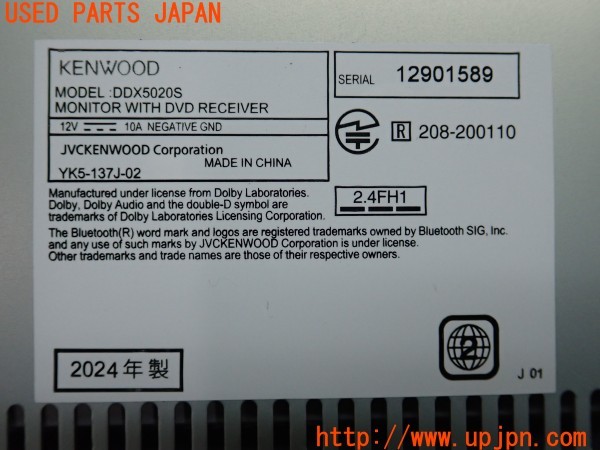 USED PARTS JAPAN
KENWOOD
MODEL :DDX5020S
MONITOR WITH DVD RECEIVER
12V 10A NEGATIVE GND
JVCKENWOOD Corporation
MADE IN CHINA
YK5-137J-02
SERIAL 12901589
R 208-200110
Manufactured under license from Dolby Laboratories.
Dolby, Dolby Audio and the double-D symbol are
trademarks of Dolby Laboratories Licensing Corporation.
2.4FH1
The Bluetooth(R) word mark and logos are registered trademarks owned by Bluetooth SIG, Inc.
and any use of such marks by JVCKENWOOD Corporation is under license.
Other trademarks and trade names are those of their respective owners.
2024年製
2
J 01
http://www.upjpn.com/